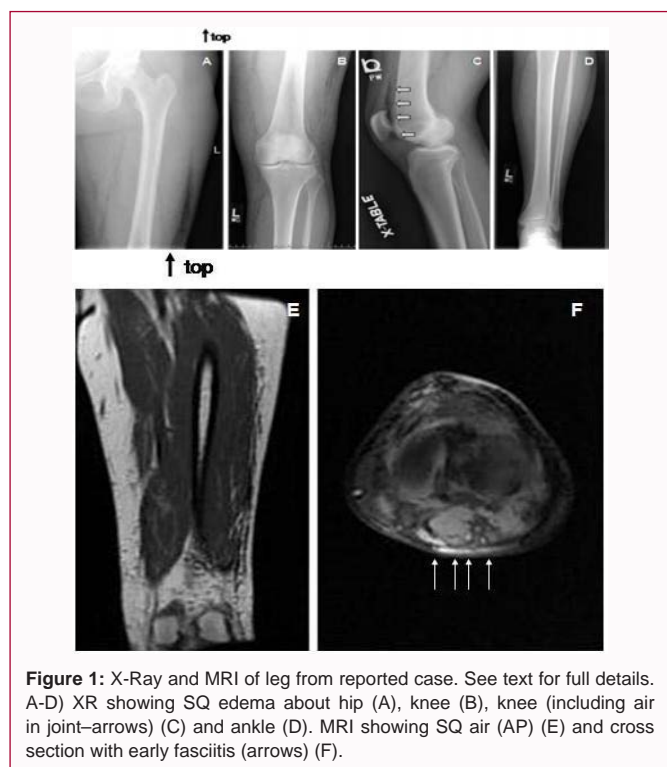 ↑top
A
B
C
D
L
L
X-TABLE
L
↑ top
E
F
Figure 1: X-Ray and MRI of leg from reported case. See text for full details.
A-D) XR showing SQ edema about hip (A), knee (B), knee (including air
in joint–arrows) (C) and ankle (D). MRI showing SQ air (AP) (E) and cross
section with early fasciitis (arrows) (F).